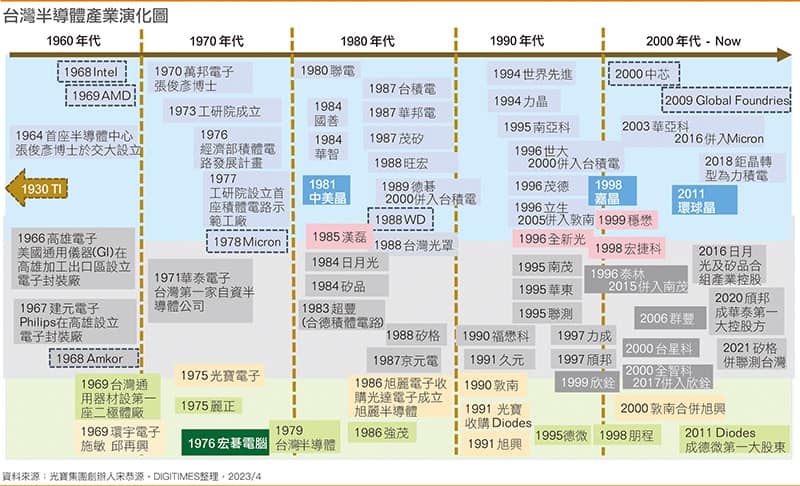 台灣半導體產業演化圖
1960 年代
1970 年代
1980 年代
1990 年代
2000 年代 - Now
1968 Intel
1969 AMD
1964 首座半導體中心
張俊彥博士於交大設立
1930 TI
1966 高雄電子
美國通用儀器(GI)在
高雄加工出口區設立
電子封裝廠
1967 建元電子
Philips在高雄設立
電子封裝廠
1968 Amkor
1969 台灣通
用器材設第一
座二極體廠
1969 環宇電子
施敏 邱再興
1970 萬邦電子
張俊彥博士
1973 工研院成立
1976
經濟部積體電
路發展計畫
1977
工研院設立首
座積體電路示
範工廠
1978 Micron
1971華泰電子
台灣第一家自資半
導體公司
1975 光寶電子
1975 麗正
1976 宏碁電腦
1979
台灣半導體
1980 聯電
1984
國善
1984
華智
1981
中美晶
1987 台積電
1987 華邦電
1987 茂矽
1988 旺宏
1989 德碁
2000併入台積電
1988 WD
1985 漢磊
1988 台灣光罩
1984 日月光
1984 矽品
1983 超豐
(合德積體電路)
1988 矽格
1987京元電
1986 旭麗電子收
購光達電子成立
旭麗半導體
1986 強茂
1994 世界先進
1994 力晶
1995 南亞科
1996 世大
2000併入台積電
1996 茂德
1996 立生
2005併入敦南
1998
嘉晶
1999 穩懋
1996 全新光
1998 宏捷科
1995 南茂
1995 華東
1995 聯測
1996 泰林
2015併入南茂
1990 福懋科
1997 力成
1991 久元
1997 頎邦
1999 欣銓
1990 敦南
1991 光寶
收購 Diodes
1991 旭興
1995德微
1998 朋程
2000 中芯
2009 Global Foundries
2003 華亞科
2016 併入Micron
2018 鉅晶轉
型為力積電
2011
環球晶
2016 日月
光及矽品合
組產業控股
2006 群豐
2020 頎邦
成華泰第一
大控股方
2000 台星科
2021 矽格
併聯測台灣
2000 全智科
2017併入欣銓
2000 敦南合併旭興
2011 Diodes
成德微第一大股東
資料來源：光寶集團創辦人宋恭源，DIGITIMES整理，2023/4